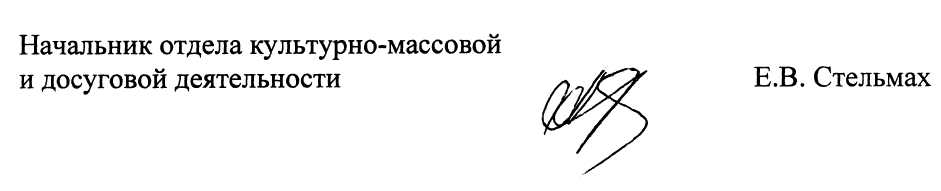 Начальник отдела культурно-массовой
и досуговой деятельности Е.В. Стельмах